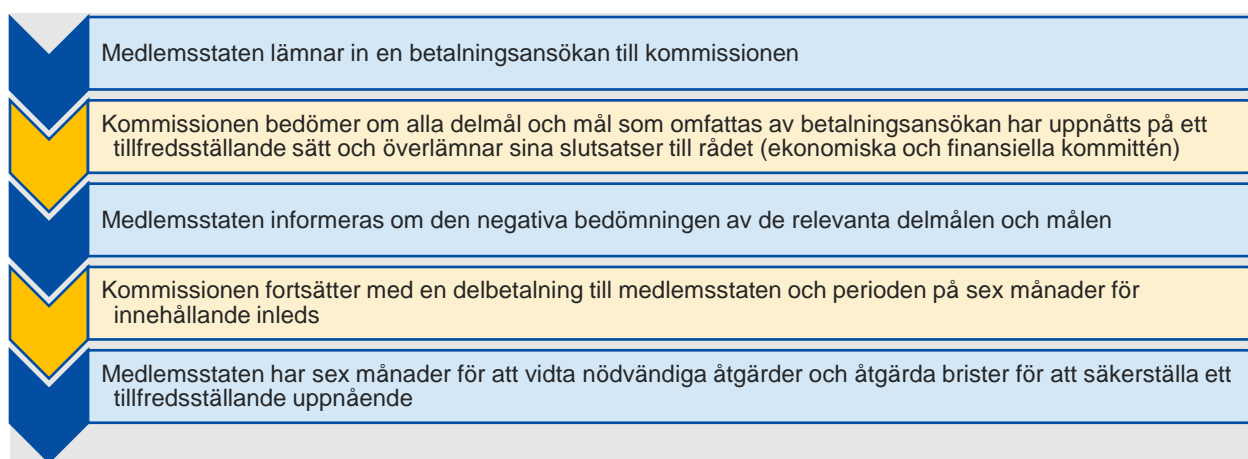 Medlemsstaten lämnar in en betalningsansökan till kommissionen
Kommissionen bedömer om alla delmål och mål som omfattas av betalningsansökan har uppnåtts på ett
tillfredsställande sätt och överlämnar sina slutsatser till rådet (ekonomiska och finansiella kommittén)
Medlemsstaten informeras om den negativa bedömningen av de relevanta delmålen och målen
Kommissionen fortsätter med en delbetalning till medlemsstaten och perioden på sex månader för
innehållande inleds
Medlemsstaten har sex månader för att vidta nödvändiga åtgärder och åtgärda brister för att säkerställa ett
tillfredsställande uppnående